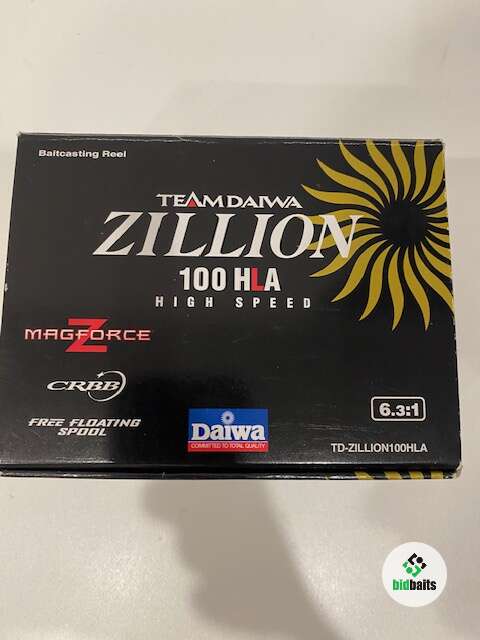 Baitcasting Reel
TEAM DAIWA
ZILLION
100 HLA
HIGH SPEED
MAGFORCE Z
CRBB
FREE FLOATING
SPOOL
Daiwa
COMMITTED TO TOTAL QUALITY
6.3:1
TD-ZILLION100HLA
bidbaits